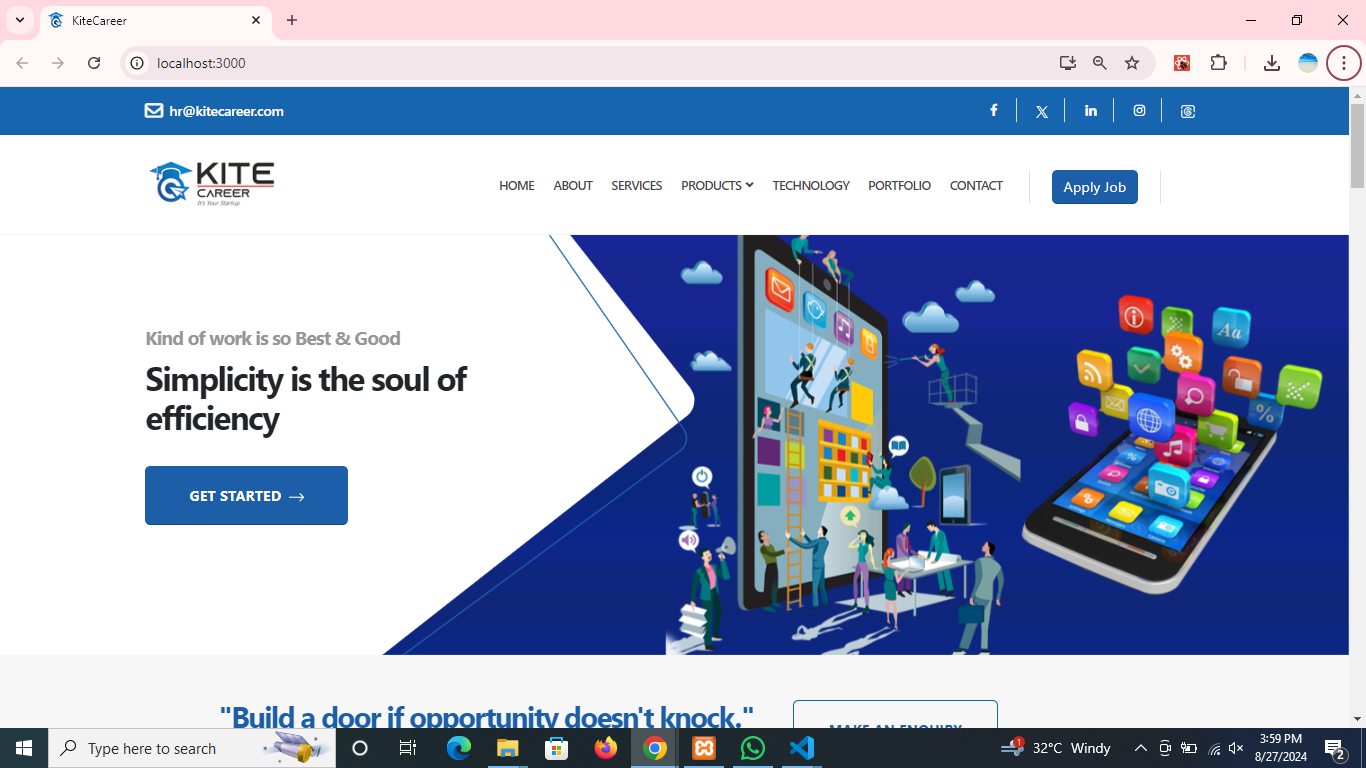 KiteCareer
localhost:3000
hr@kitecareer.com
KITE
CAREER
It's Your Startup
HOME ABOUT SERVICES PRODUCTS TECHNOLOGY PORTFOLIO CONTACT Apply Job
Kind of work is so Best & Good
Simplicity is the soul of
efficiency
GET STARTED
Aa
%
"Build a door if opportunity doesn't knock."
MAKE AN ENQUIRY
Type here to search
1
32°C Windy
3:59 PM
8/27/2024
2